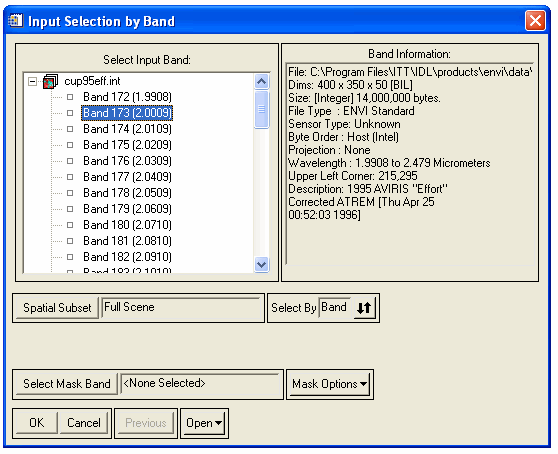 Input Selection by Band
Select Input Band:
cup95eff.int
Band 172 (1.9908)
Band 173 (2.0009)
Band 174 (2.0109)
Band 175 (2.0209)
Band 176 (2.0309)
Band 177 (2.0409)
Band 178 (2.0509)
Band 179 (2.0609)
Band 180 (2.0710)
Band 181 (2.0810)
Band 182 (2.0910)
Band 183 (2.1010)
Band Information:
File: C:\Program Files\ITT\IDL\products\envi\data\
Dims: 400 x 350 x 50 [BIL]
Size: [Integer] 14,000,000 bytes.
File Type : ENVI Standard
Sensor Type: Unknown
Byte Order : Host (Intel)
Projection : None
Wavelength : 1.9908 to 2.479 Micrometers
Upper Left Corner: 215,295
Description: 1995 AVIRIS "Effort"
Corrected ATREM [Thu Apr 25
00:52:03 1996]
Spatial Subset Full Scene
Select By Band
Select Mask Band <None Selected>
Mask Options
OK Cancel Previous Open